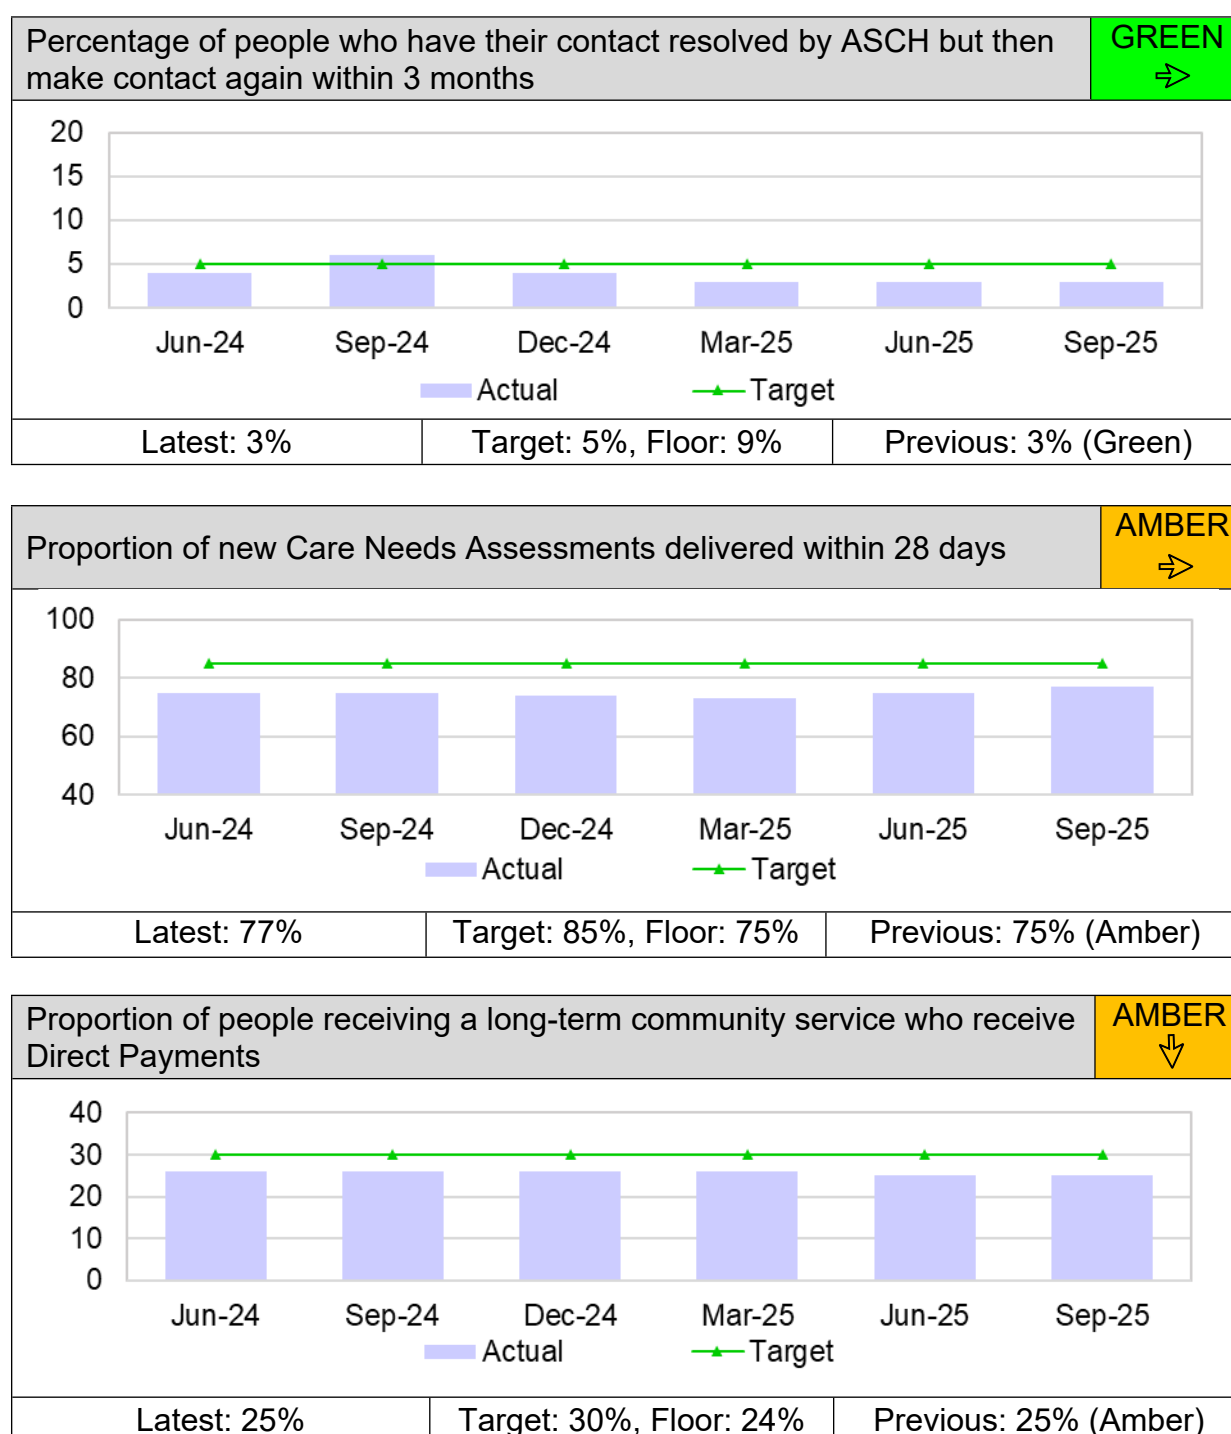 Percentage of people who have their contact resolved by ASCH but then
make contact again within 3 months
GREEN
20
15
10
5
0
Jun-24 Sep-24 Dec-24 Mar-25 Jun-25 Sep-25
Actual Target
Latest: 3% Target: 5%, Floor: 9% Previous: 3% (Green)
Proportion of new Care Needs Assessments delivered within 28 days
AMBER
100
80
60
40
Jun-24 Sep-24 Dec-24 Mar-25 Jun-25 Sep-25
Actual Target
Latest: 77% Target: 85%, Floor: 75% Previous: 75% (Amber)
Proportion of people receiving a long-term community service who receive
Direct Payments
AMBER
40
30
20
10
0
Jun-24 Sep-24 Dec-24 Mar-25 Jun-25 Sep-25
Actual Target
Latest: 25% Target: 30%, Floor: 24% Previous: 25% (Amber)